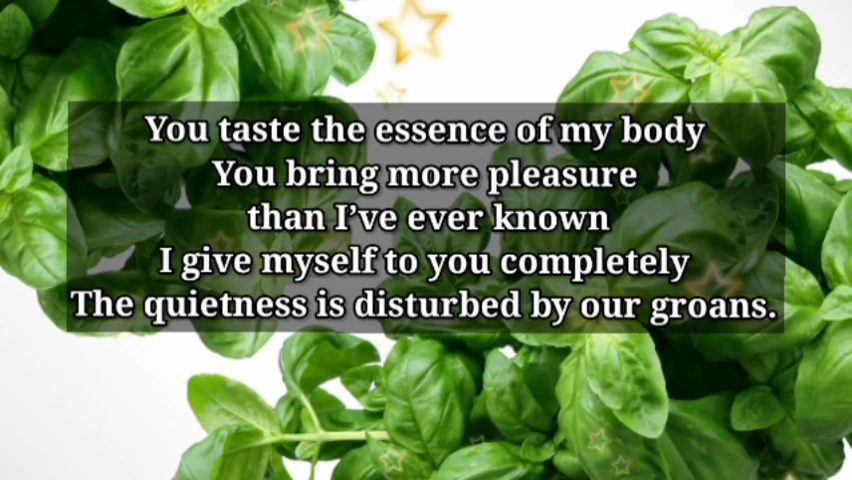 You taste the essence of my body
You bring more pleasure
than I’ve ever known
I give myself to you completely
The quietness is disturbed by our groans.